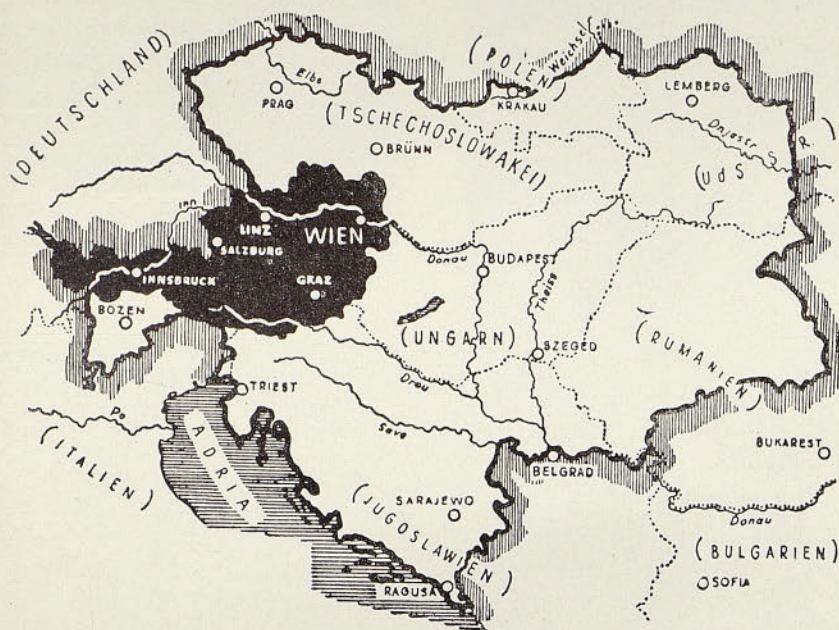 (DEUTSCHLAND)
(POLEN)
Weichsel
Elbe
PRAG
KRAKAU
LEMBERG
(TSCHECHOSLOWAKEI)
Dnjestr
BRÜNN
(UdSSR)
Inn
LINZ
WIEN
SALZBURG
Donau
BUDAPEST
Theiss
INNSBRUCK
GRAZ
BOZEN
(UNGARN)
SZEGED
(RUMANIEN)
TRIEST
Drau
Po
Save
ADRIA
(ITALIEN)
BELGRAD
BUKAREST
SARAJEWO
(JUGOSLAWIEN)
Donau
(BULGARIEN)
RAGUSA
SOFIA